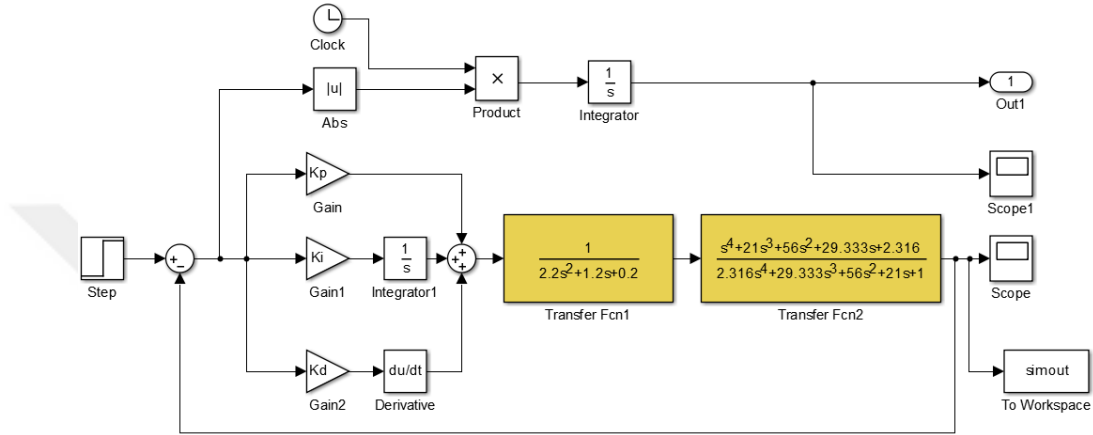 Clock
|u|
Abs
×
Product
1
s
Integrator
1
Out1
Scope1
Kp
Gain
Step
+
−
Ki
Gain1
1
s
Integrator1
+
+
+
1
2.2s²+1.2s+0.2
Transfer Fcn1
s⁴+21s³+56s²+29.333s+2.316
2.316s⁴+29.333s³+56s²+21s+1
Transfer Fcn2
Scope
Kd
Gain2
du/dt
Derivative
simout
To Workspace